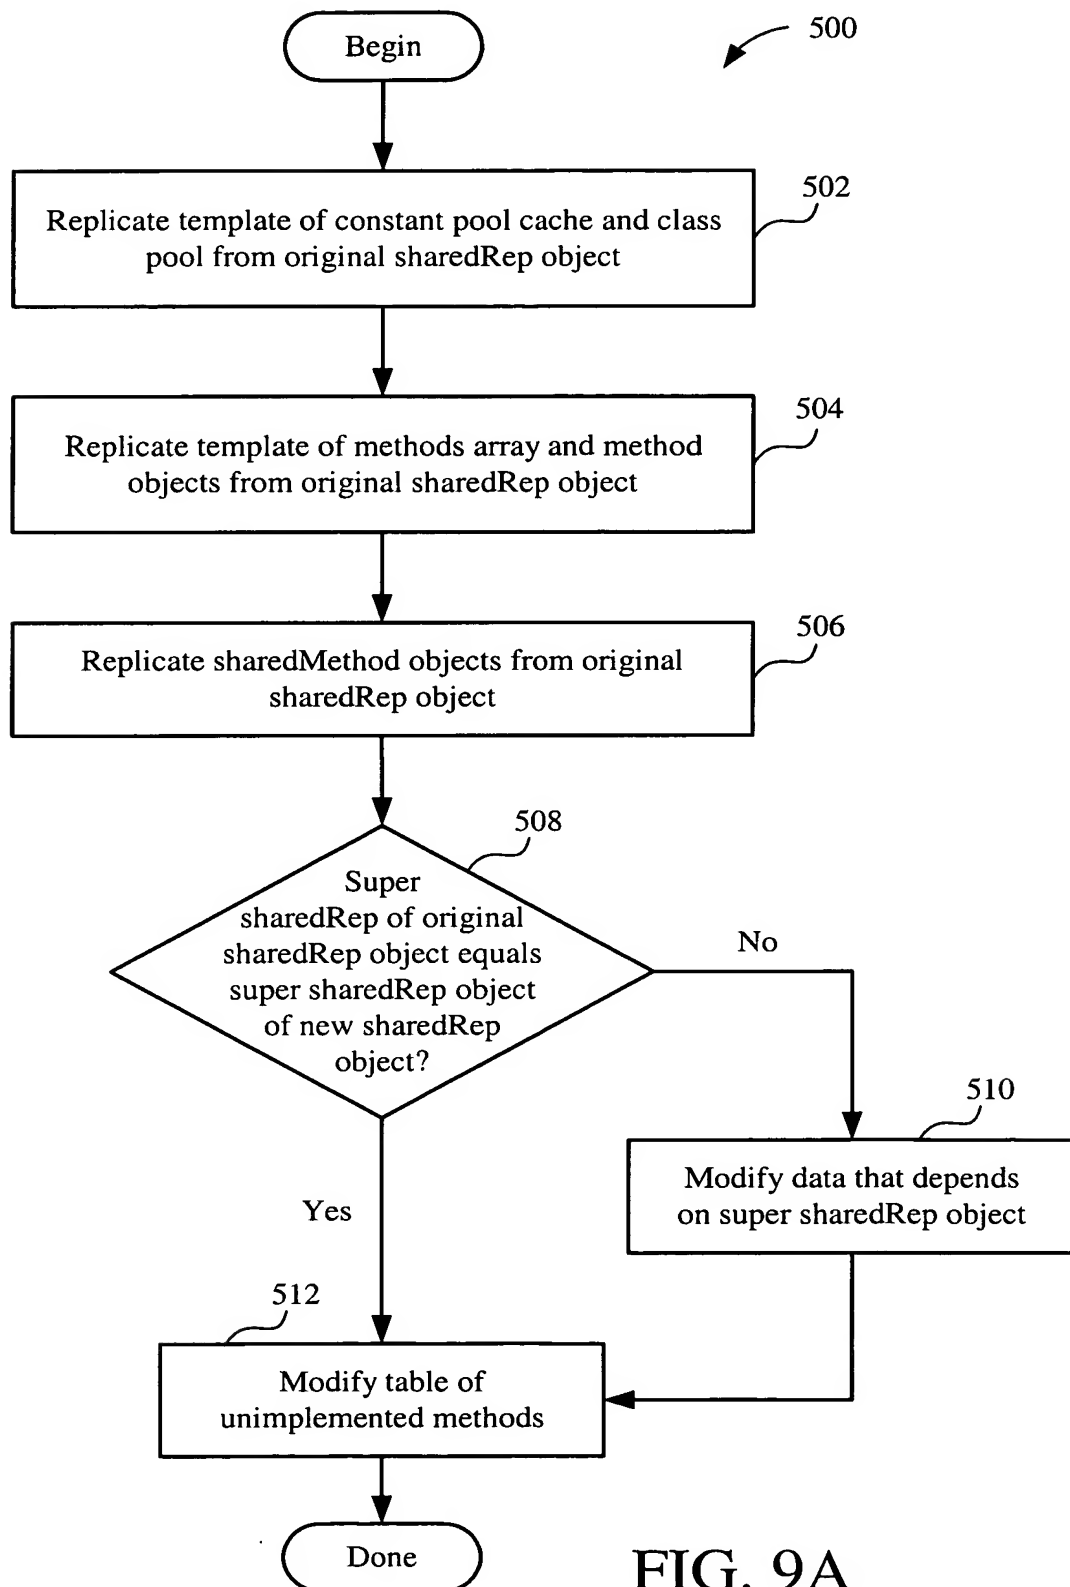 Begin
500
502
Replicate template of constant pool cache and class
pool from original sharedRep object
504
Replicate template of methods array and method
objects from original sharedRep object
506
Replicate sharedMethod objects from original
sharedRep object
508
Super
sharedRep of original
sharedRep object equals
super sharedRep object
of new sharedRep
object?
No
510
Modify data that depends
on super sharedRep object
Yes
512
Modify table of
unimplemented methods
Done
FIG. 9A